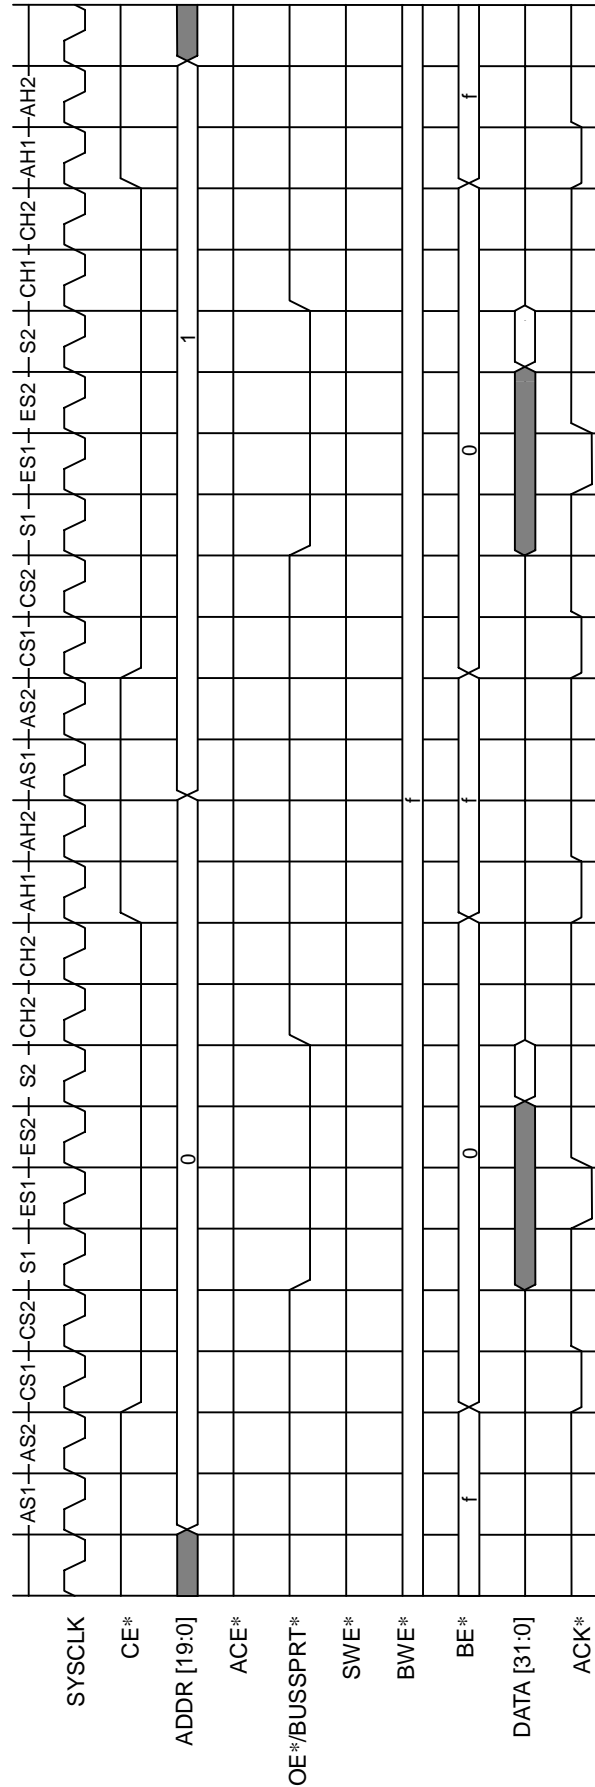 AS1 AS2 CS1 CS2 S1 ES1 ES2 S2 CH2 CH2 AH1 AH2 AS1 AS2 CS1 CS2 S1 ES1 ES2 S2 CH1 CH2 AH1 AH2
SYSCLK
CE*
ADDR [19:0] 0 1
ACE*
OE*/BUSSPRT*
SWE*
BWE* f
BE* f 0 f 0 f
DATA [31:0]
ACK*